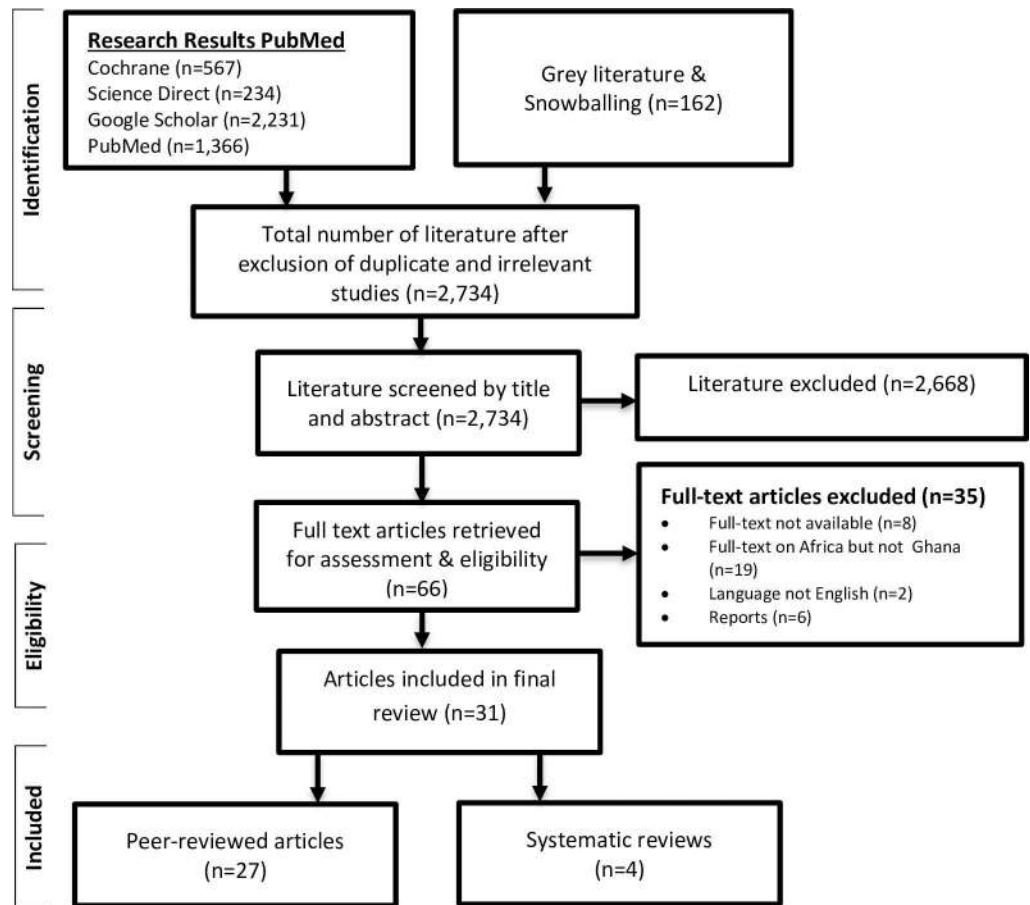 Research Results PubMed
Cochrane (n=567)
Science Direct (n=234)
Google Scholar (n=2,231)
PubMed (n=1,366)
Grey literature &
Snowballing (n=162)
Identification
Total number of literature after
exclusion of duplicate and irrelevant
studies (n=2,734)
Screening
Literature screened by title
and abstract (n=2,734)
Literature excluded (n=2,668)
Full text articles retrieved
for assessment & eligibility
(n=66)
Full-text articles excluded (n=35)
• Full-text not available (n=8)
• Full-text on Africa but not Ghana
(n=19)
• Language not English (n=2)
• Reports (n=6)
Eligibility
Articles included in final
review (n=31)
Included
Peer-reviewed articles
(n=27)
Systematic reviews
(n=4)